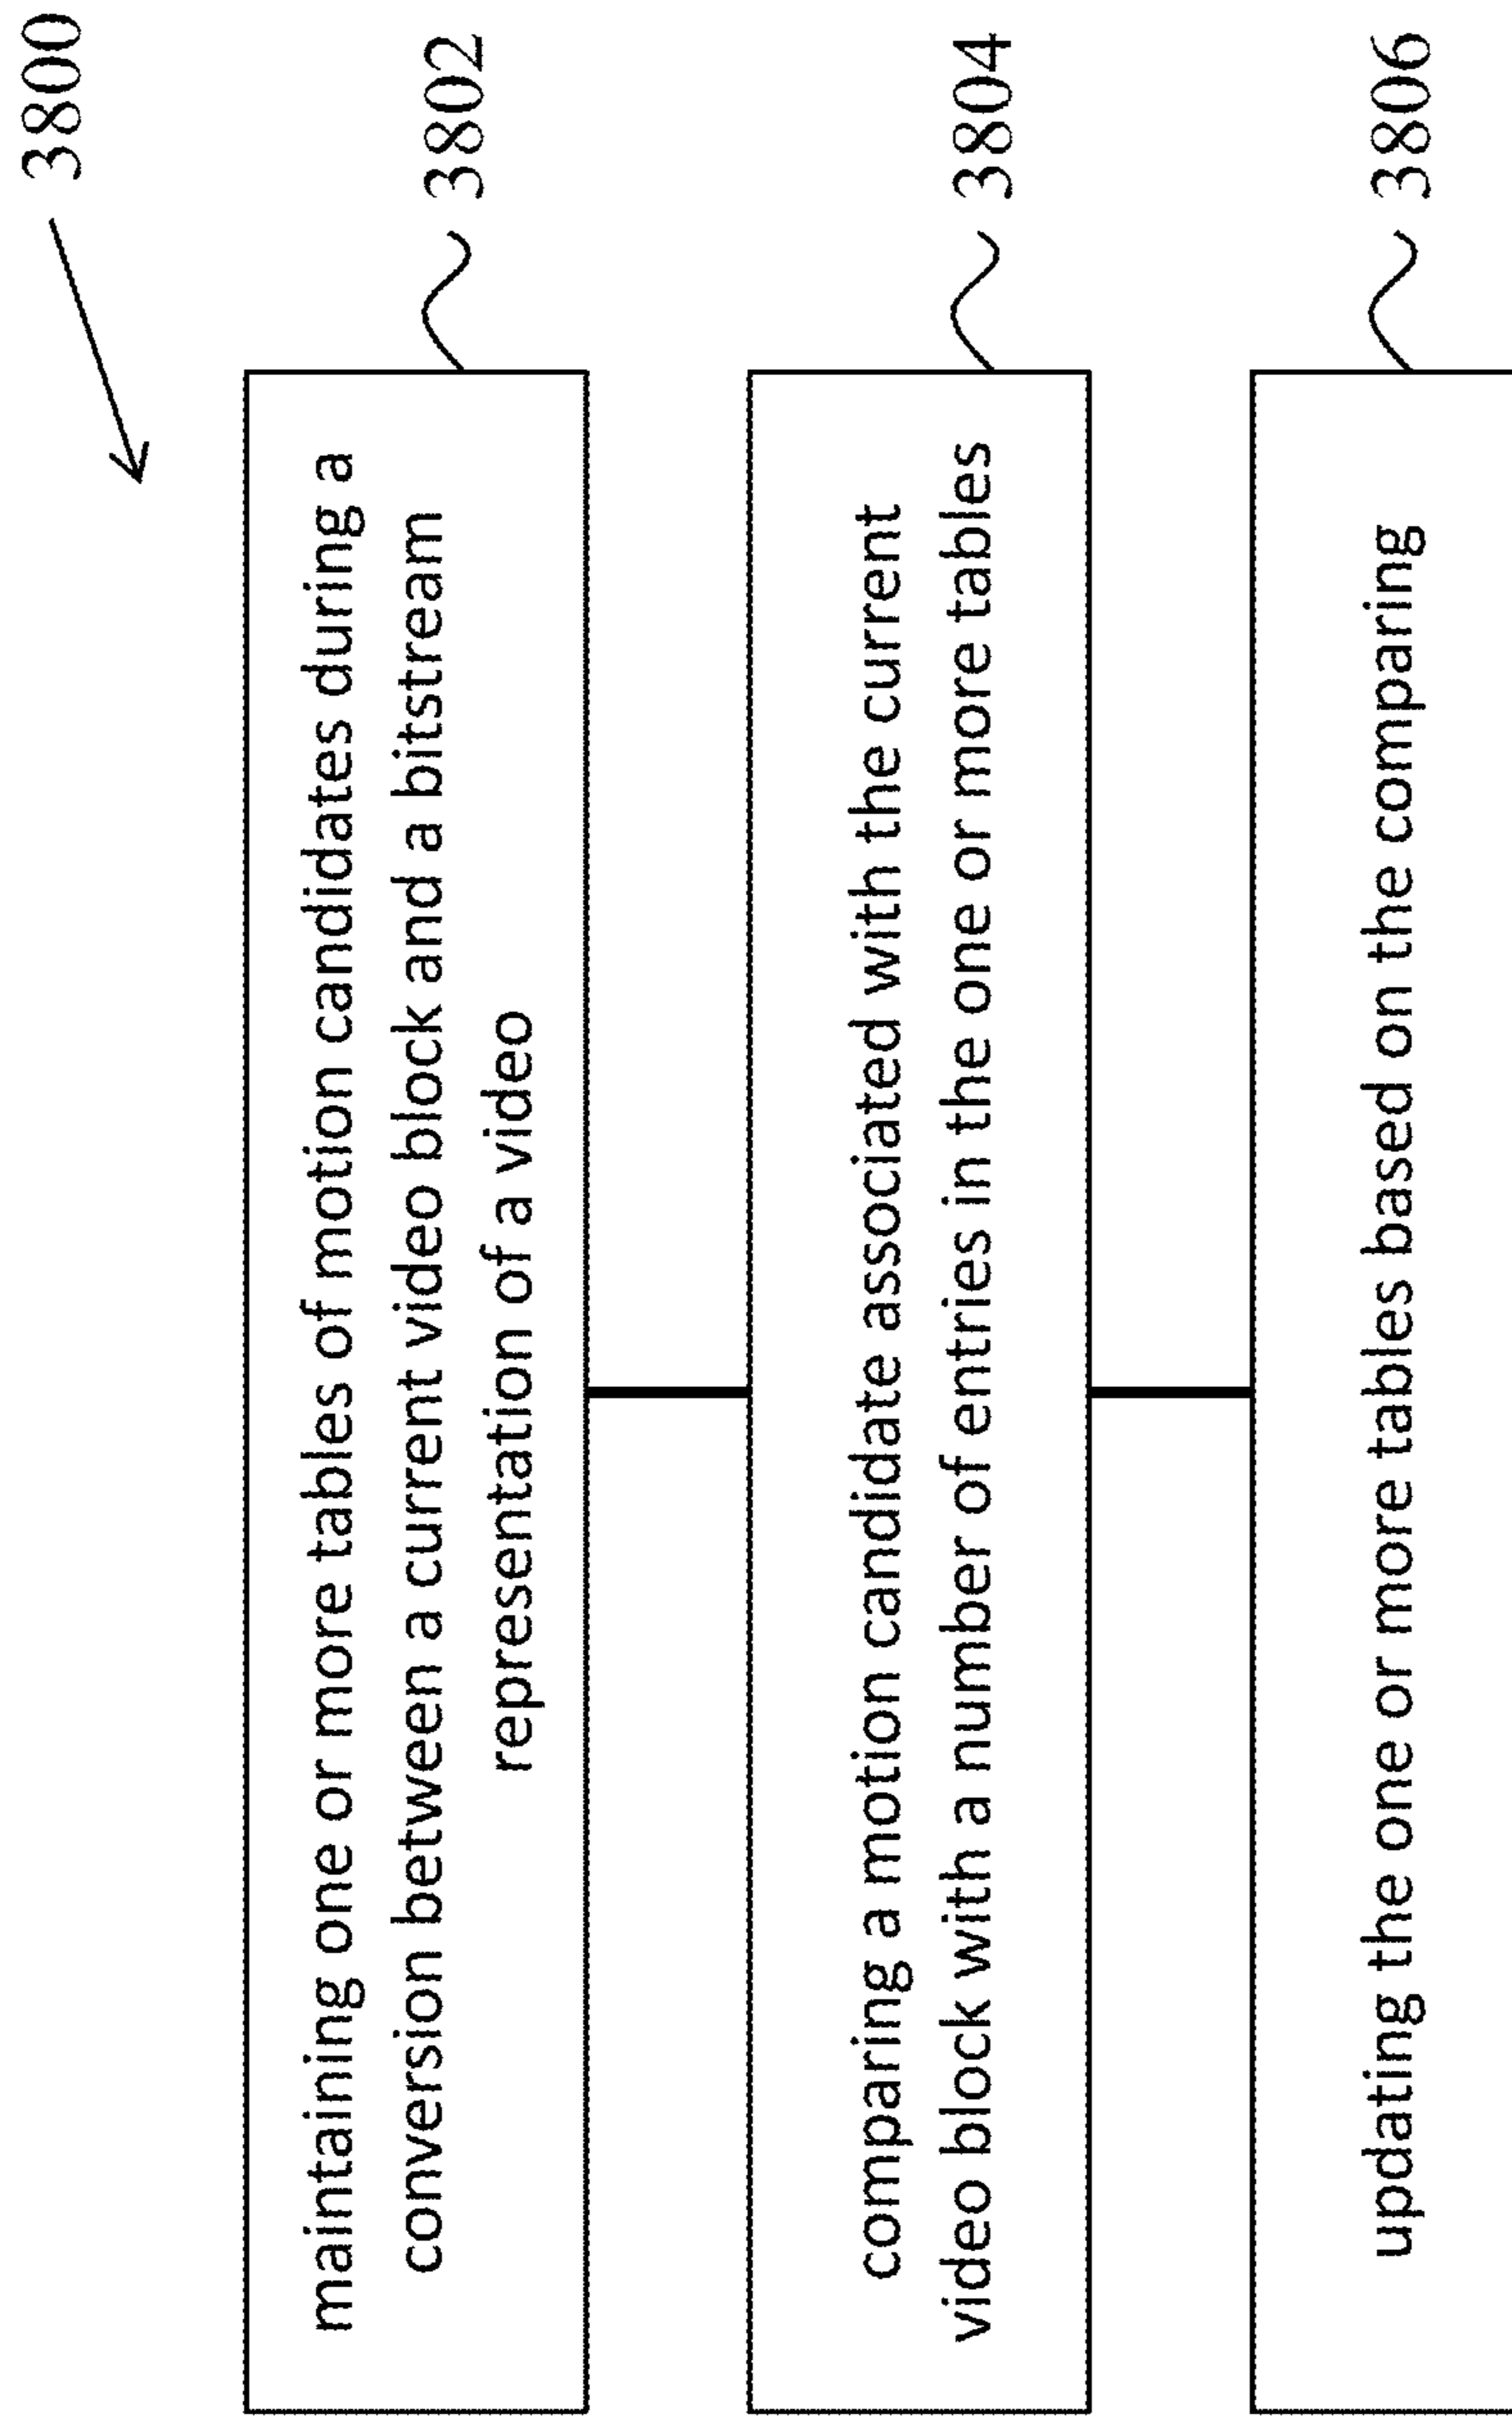 3800
maintaining one or more tables of motion candidates during a
conversion between a current video block and a bitstream
representation of a video
3802
comparing a motion candidate associated with the current
video block with a number of entries in the one or more tables
3804
updating the one or more tables based on the comparing
3806